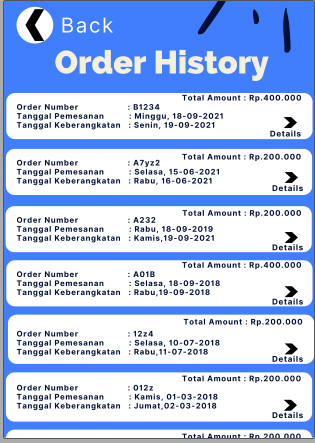 Back
Order History
Total Amount : Rp.400.000
Order Number : B1234
Tanggal Pemesanan : Minggu, 18-09-2021
Tanggal Keberangkatan : Senin, 19-09-2021
Details
Total Amount : Rp.200.000
Order Number : A7yz2
Tanggal Pemesanan : Selasa, 15-06-2021
Tanggal Keberangkatan : Rabu, 16-06-2021
Details
Total Amount : Rp.200.000
Order Number : A232
Tanggal Pemesanan : Rabu, 18-09-2019
Tanggal Keberangkatan : Kamis,19-09-2021
Details
Total Amount : Rp.400.000
Order Number : A01B
Tanggal Pemesanan : Selasa, 18-09-2018
Tanggal Keberangkatan : Rabu,19-09-2018
Details
Total Amount : Rp.200.000
Order Number : 12z4
Tanggal Pemesanan : Selasa, 10-07-2018
Tanggal Keberangkatan : Rabu,11-07-2018
Details
Total Amount : Rp.200.000
Order Number : 012z
Tanggal Pemesanan : Kamis, 01-03-2018
Tanggal Keberangkatan : Jumat,02-03-2018
Details
Total Amount : Rp.200.000